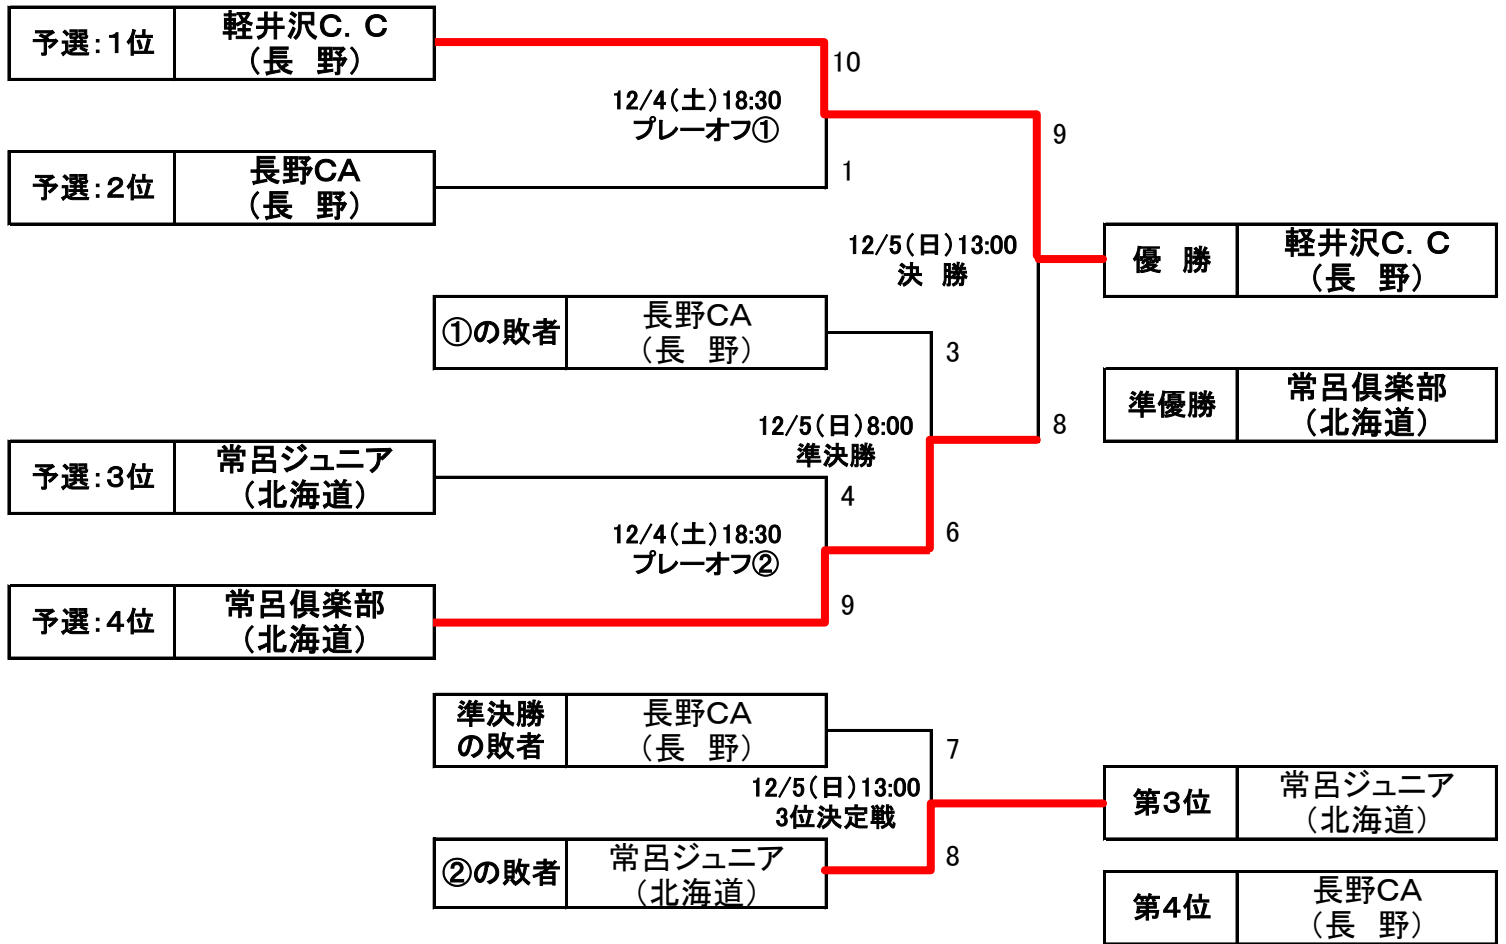 予選：1位
軽井沢C．C
（長　野）
10
12/4（土）18:30
プレーオフ①
9
予選：2位
長野CA
（長　野）
1
12/5（日）13:00
決　勝
優　勝
軽井沢C．C
（長　野）
①の敗者
長野CA
（長　野）
3
準優勝
常呂倶楽部
（北海道）
12/5（日）8:00
準決勝
8
予選：3位
常呂ジュニア
（北海道）
4
12/4（土）18:30
プレーオフ②
6
予選：4位
常呂倶楽部
（北海道）
9
準決勝
の敗者
長野CA
（長　野）
7
12/5（日）13:00
3位決定戦
第3位
常呂ジュニア
（北海道）
②の敗者
常呂ジュニア
（北海道）
8
第4位
長野CA
（長　野）